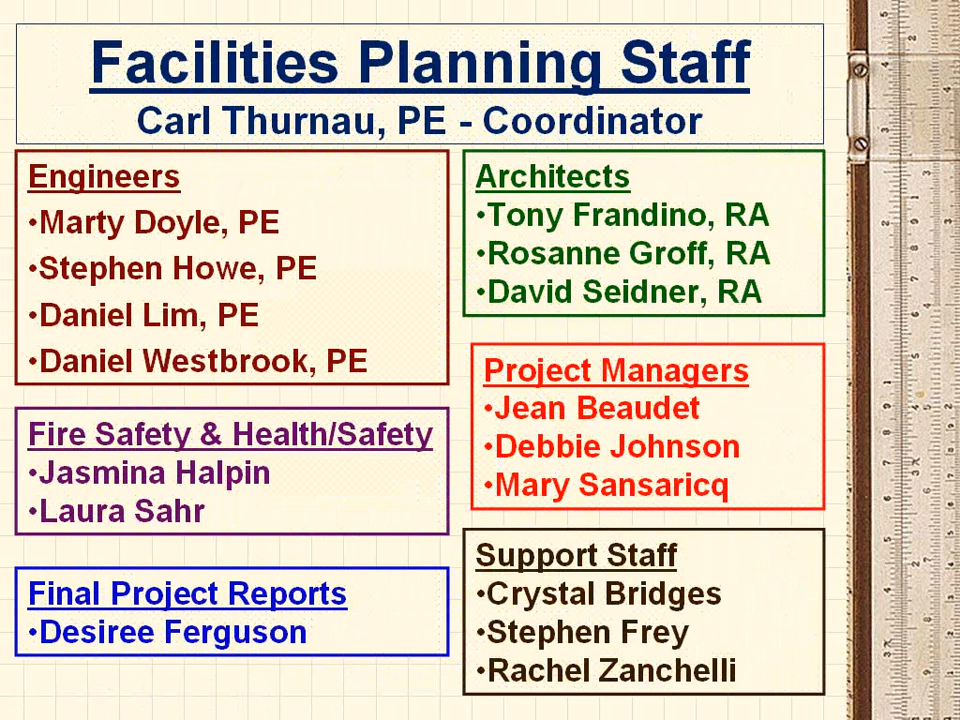 Facilities Planning Staff
Carl Thurnau, PE - Coordinator
Engineers
•Marty Doyle, PE
•Stephen Howe, PE
•Daniel Lim, PE
•Daniel Westbrook, PE
Fire Safety & Health/Safety
•Jasmina Halpin
•Laura Sahr
Final Project Reports
•Desiree Ferguson
Architects
•Tony Frandino, RA
•Rosanne Groff, RA
•David Seidner, RA
Project Managers
•Jean Beaudet
•Debbie Johnson
•Mary Sansaricq
Support Staff
•Crystal Bridges
•Stephen Frey
•Rachel Zanchelli